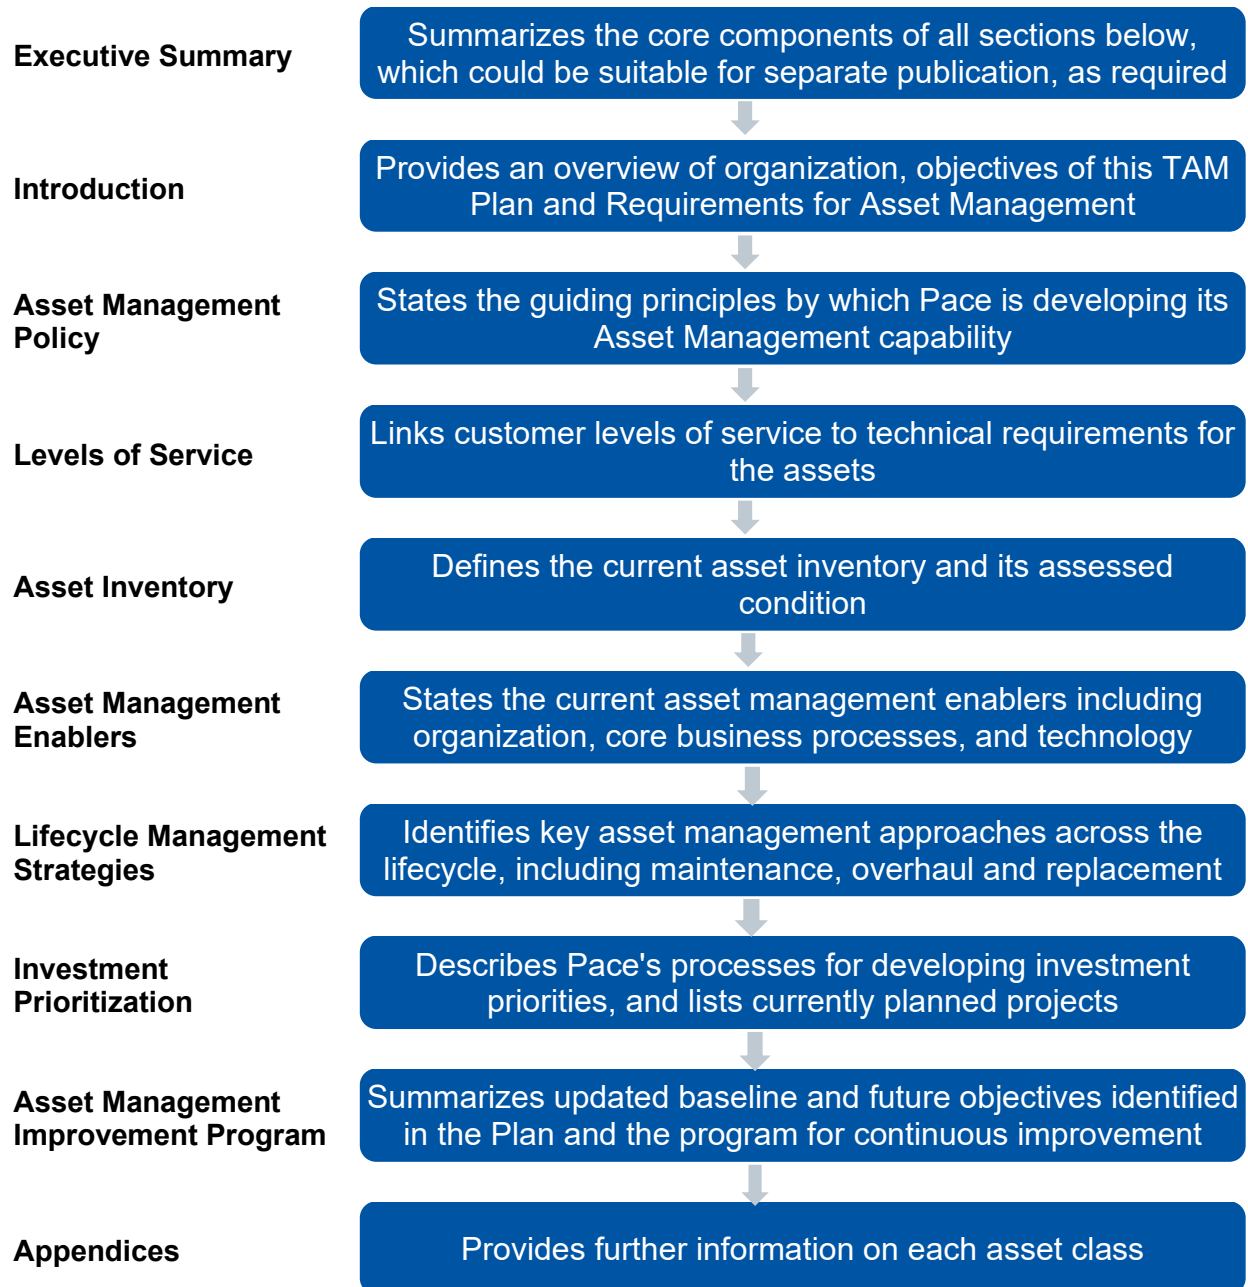 Executive Summary
Summarizes the core components of all sections below,
which could be suitable for separate publication, as required
Introduction
Provides an overview of organization, objectives of this TAM
Plan and Requirements for Asset Management
Asset Management
Policy
States the guiding principles by which Pace is developing its
Asset Management capability
Levels of Service
Links customer levels of service to technical requirements for
the assets
Asset Inventory
Defines the current asset inventory and its assessed
condition
Asset Management
Enablers
States the current asset management enablers including
organization, core business processes, and technology
Lifecycle Management
Strategies
Identifies key asset management approaches across the
lifecycle, including maintenance, overhaul and replacement
Investment
Prioritization
Describes Pace's processes for developing investment
priorities, and lists currently planned projects
Asset Management
Improvement Program
Summarizes updated baseline and future objectives identified
in the Plan and the program for continuous improvement
Appendices
Provides further information on each asset class